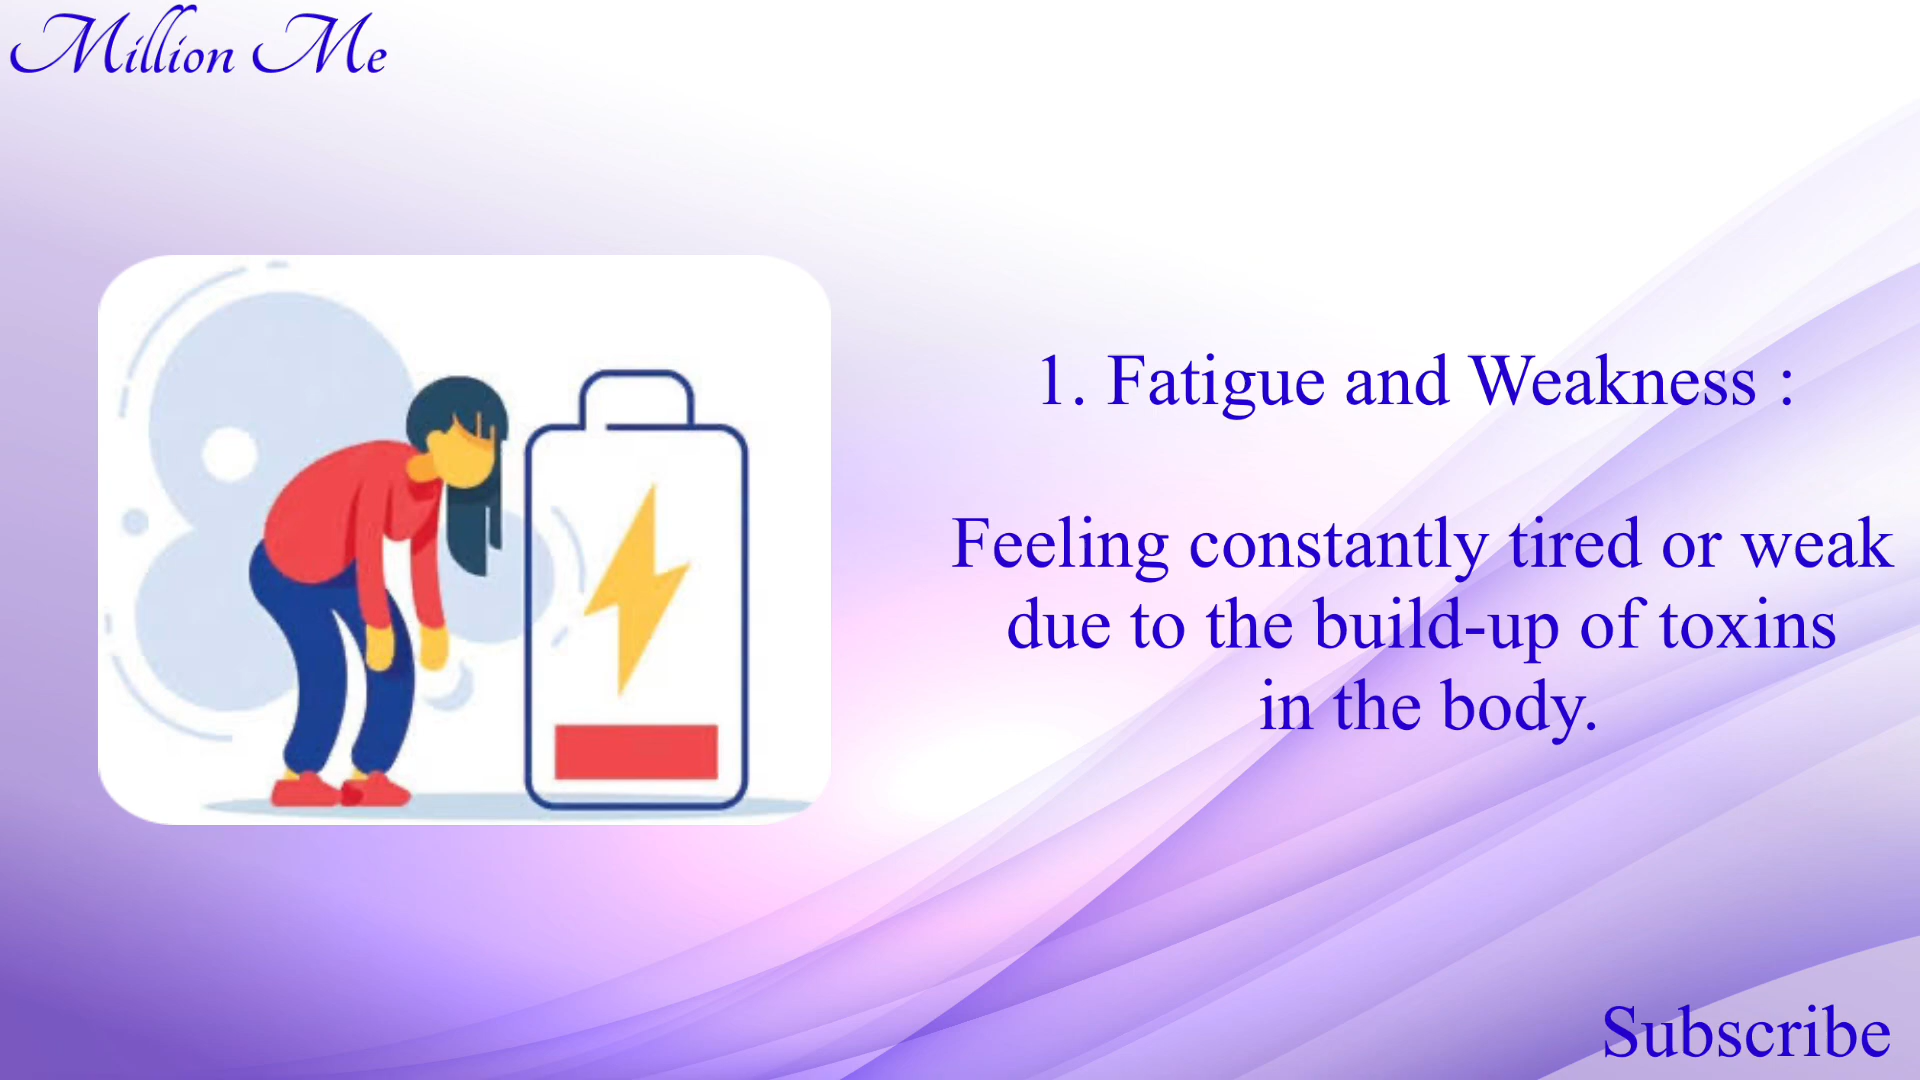 Million Me
1. Fatigue and Weakness :
Feeling constantly tired or weak
due to the build-up of toxins
in the body.
Subscribe